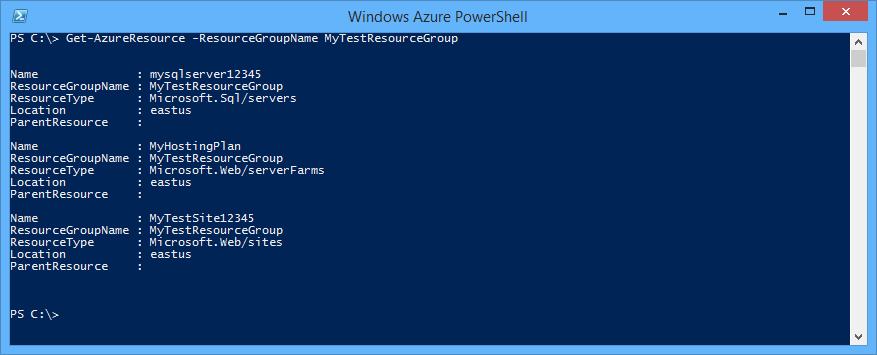 Windows Azure PowerShell
PS C:\> Get-AzureResource -ResourceGroupName MyTestResourceGroup
Name              : mysqlserver12345
ResourceGroupName : MyTestResourceGroup
ResourceType      : Microsoft.Sql/servers
Location          : eastus
ParentResource    :
Name              : MyHostingPlan
ResourceGroupName : MyTestResourceGroup
ResourceType      : Microsoft.Web/serverFarms
Location          : eastus
ParentResource    :
Name              : MyTestSite12345
ResourceGroupName : MyTestResourceGroup
ResourceType      : Microsoft.Web/sites
Location          : eastus
ParentResource    :
PS C:\>